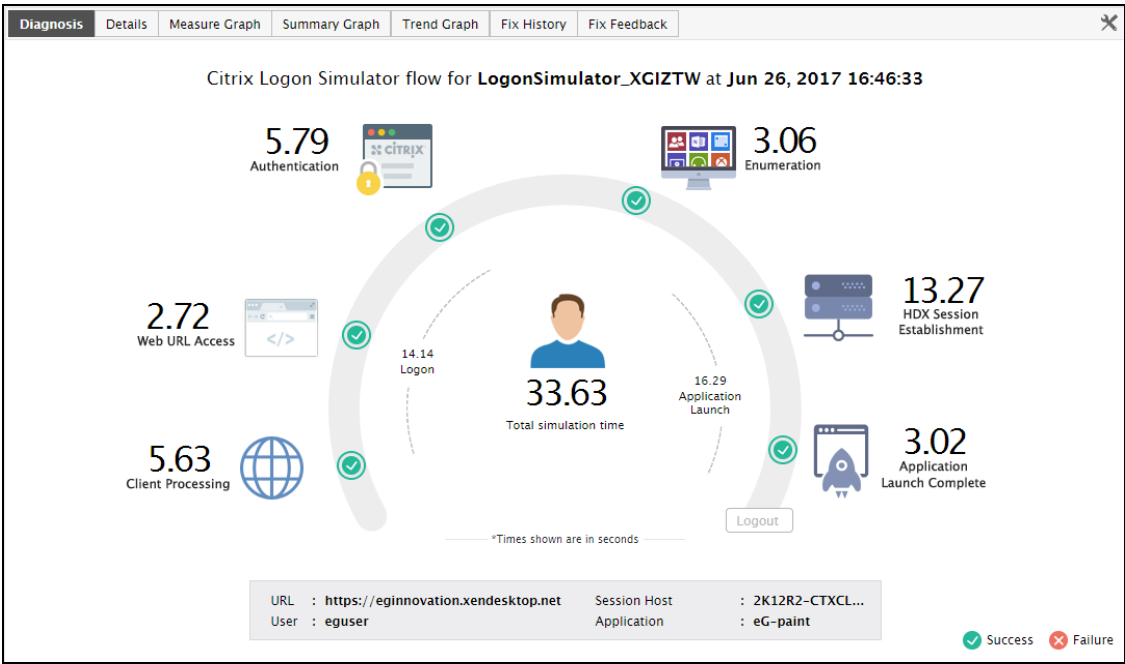 Diagnosis Details Measure Graph Summary Graph Trend Graph Fix History Fix Feedback
Citrix Logon Simulator flow for LogonSimulator_XGIZTW at Jun 26, 2017 16:46:33
5.79
Authentication
CİTRIX
3.06
Enumeration
2.72
Web URL Access
</>
13.27
HDX Session
Establishment
14.14
Logon
33.63
Total simulation time
16.29
Application
Launch
5.63
Client Processing
3.02
Application
Launch Complete
Logout
*Times shown are in seconds
URL : https://eginnovation.xendesktop.net Session Host : 2K12R2-CTXCL...
User : eguser Application : eG-paint
Success Failure